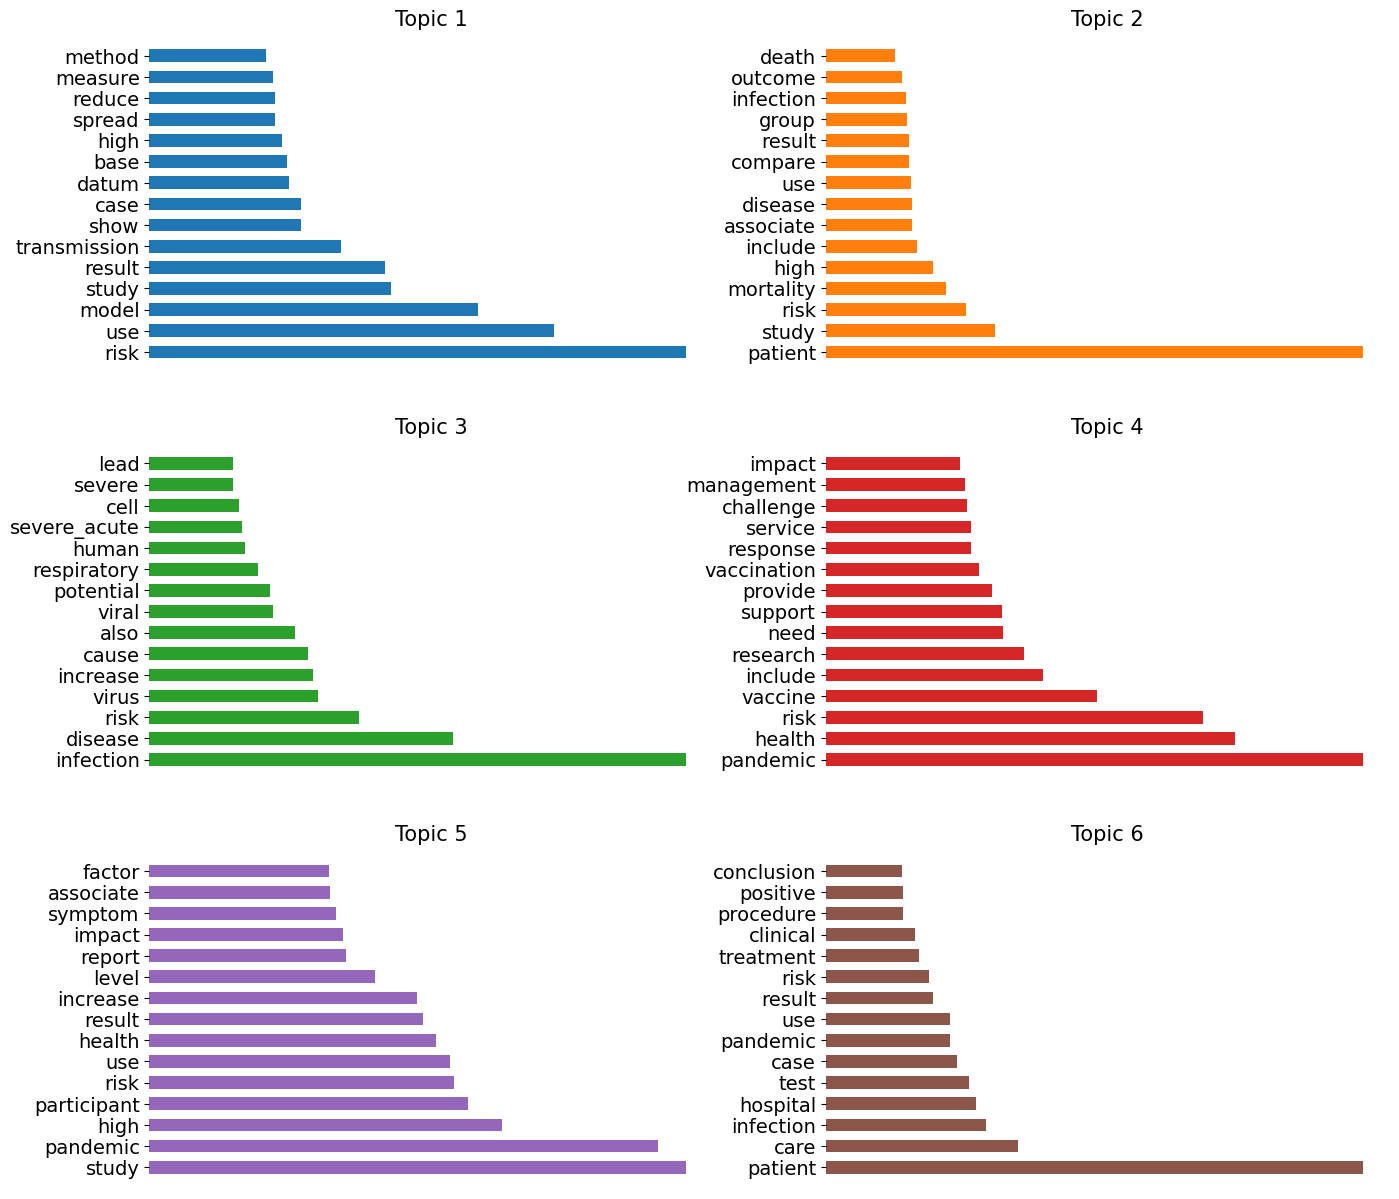 Topic 1
method
measure
reduce
spread
high
base
datum
case
show
transmission
result
study
model
use
risk
Topic 2
death
outcome
infection
group
result
compare
use
disease
associate
include
high
mortality
risk
study
patient
Topic 3
lead
severe
cell
severe_acute
human
respiratory
potential
viral
also
cause
increase
virus
risk
disease
infection
Topic 4
impact
management
challenge
service
response
vaccination
provide
support
need
research
include
vaccine
risk
health
pandemic
Topic 5
factor
associate
symptom
impact
report
level
increase
result
health
use
risk
participant
high
pandemic
study
Topic 6
conclusion
positive
procedure
clinical
treatment
risk
result
use
pandemic
case
test
hospital
infection
care
patient